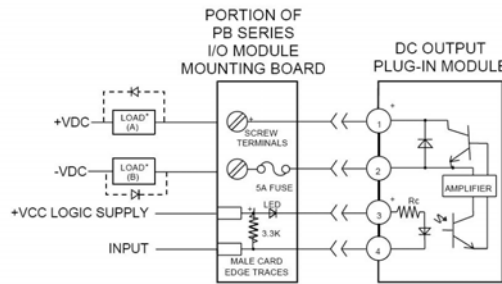 PORTION OF
PB SERIES
I/O MODULE
MOUNTING BOARD
DC OUTPUT
PLUG-IN MODULE
+VDC
LOAD*
(A)
+
SCREW
TERMINALS
+
1
-VDC
LOAD*
(B)
5A FUSE
2
AMPLIFIER
+VCC LOGIC SUPPLY
+
LED
3.3K
+
3
Rc
INPUT
4
MALE CARD
EDGE TRACES